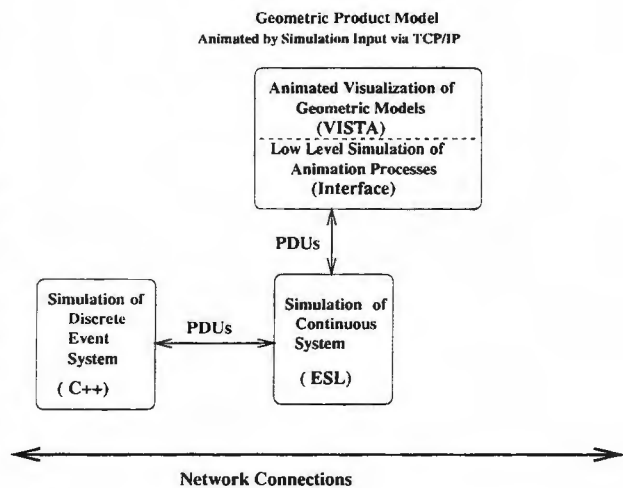 Geometric Product Model
Animated by Simulation Input via TCP/IP
Animated Visualization of
Geometric Models
(VISTA)
Low Level Simulation of
Animation Processes
(Interface)
PDUs
Simulation of
Discrete
Event
System
( C++)
PDUs
Simulation of
Continuous
System
( ESL)
Network Connections